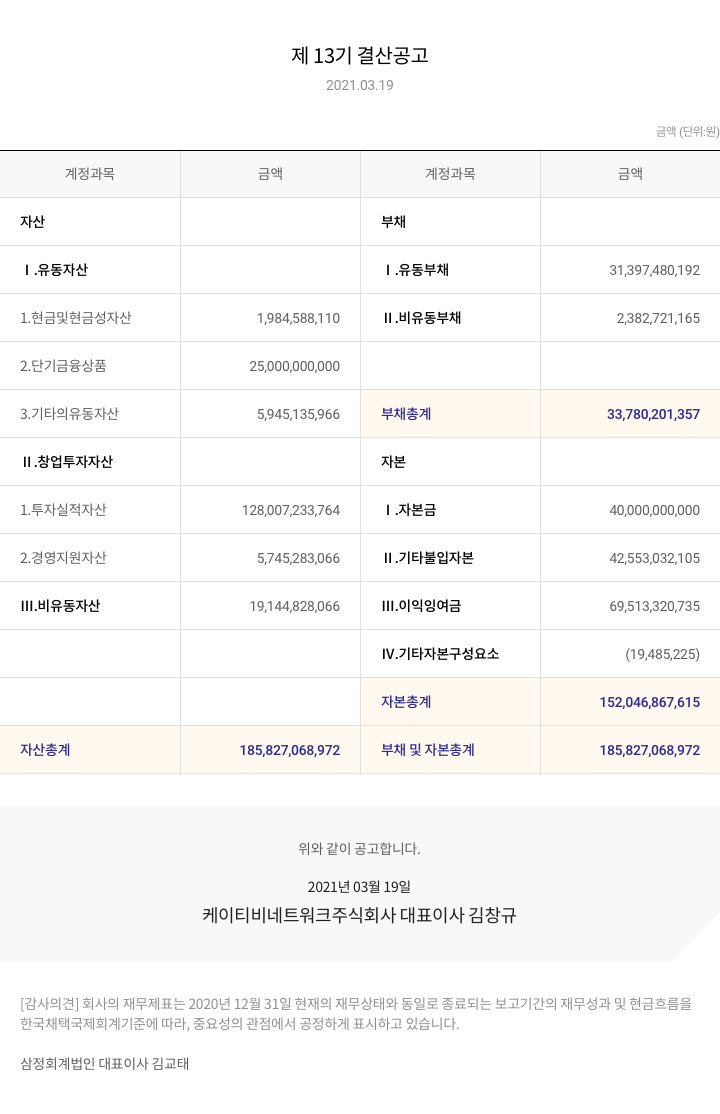 제 13기 결산공고
2021.03.19
금액 (단위:원)
계정과목 금액 계정과목 금액
자산 부채
Ⅰ.유동자산 Ⅰ.유동부채 31,397,480,192
1.현금및현금성자산 1,984,588,110 Ⅱ.비유동부채 2,382,721,165
2.단기금융상품 25,000,000,000
3.기타의유동자산 5,945,135,966 부채총계 33,780,201,357
Ⅱ.창업투자자산 자본
1.투자실적자산 128,007,233,764 Ⅰ.자본금 40,000,000,000
2.경영지원자산 5,745,283,066 Ⅱ.기타불입자본 42,553,032,105
Ⅲ.비유동자산 19,144,828,066 Ⅲ.이익잉여금 69,513,320,735
Ⅳ.기타자본구성요소 (19,485,225)
자본총계 152,046,867,615
자산총계 185,827,068,972 부채 및 자본총계 185,827,068,972
위와 같이 공고합니다.
2021년 03월 19일
케이티비네트워크주식회사 대표이사 김창규
[감사의견] 회사의 재무제표는 2020년 12월 31일 현재의 재무상태와 동일로 종료되는 보고기간의 재무성과 및 현금흐름을
한국채택국제회계기준에 따라, 중요성의 관점에서 공정하게 표시하고 있습니다.
삼정회계법인 대표이사 김교태